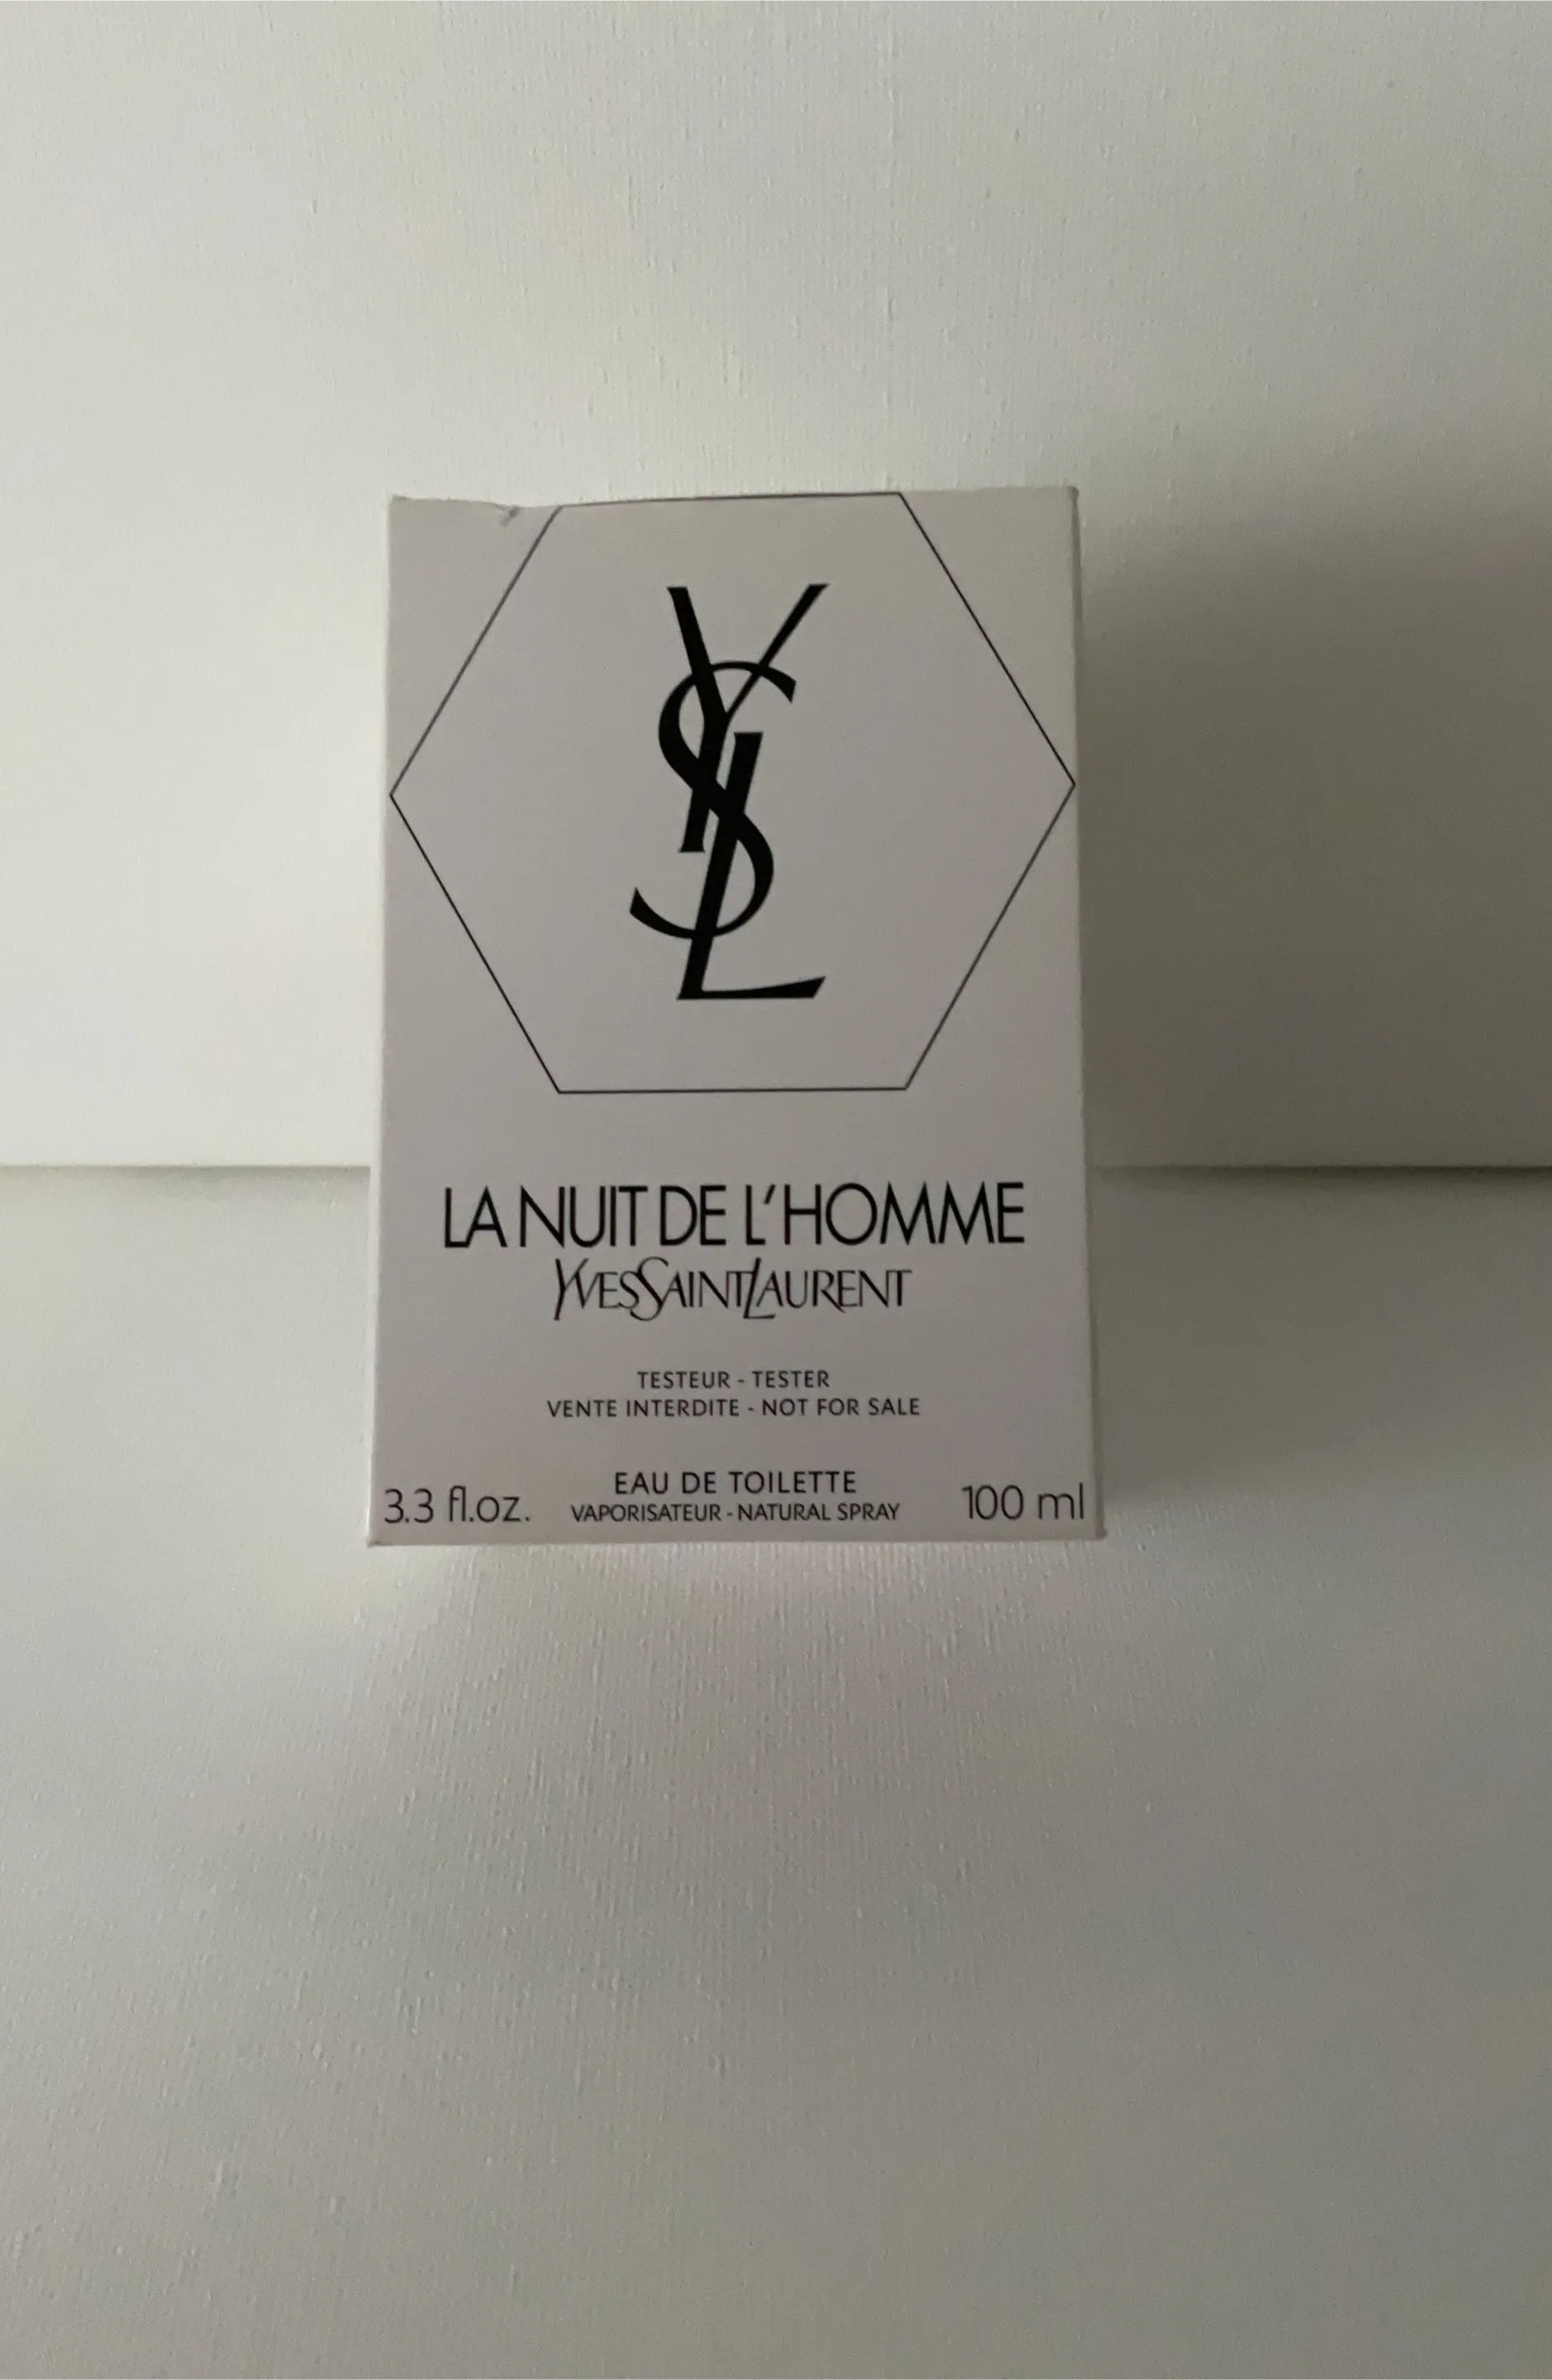 YSL
LA NUIT DE L'HOMME
YVESSAINTLAURENT
TESTEUR - TESTER
VENTE INTERDITE - NOT FOR SALE
3.3 fl.oz.
EAU DE TOILETTE
VAPORISATEUR - NATURAL SPRAY
100 ml